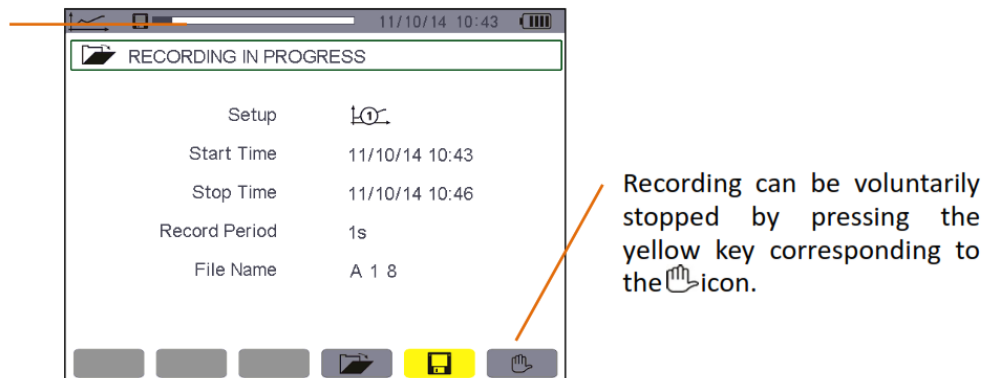 11/10/14 10:43
RECORDING IN PROGRESS
Setup 1
Start Time 11/10/14 10:43
Stop Time 11/10/14 10:46
Record Period 1s
File Name A 1 8
Recording can be voluntarily
stopped by pressing the
yellow key corresponding to
the icon.